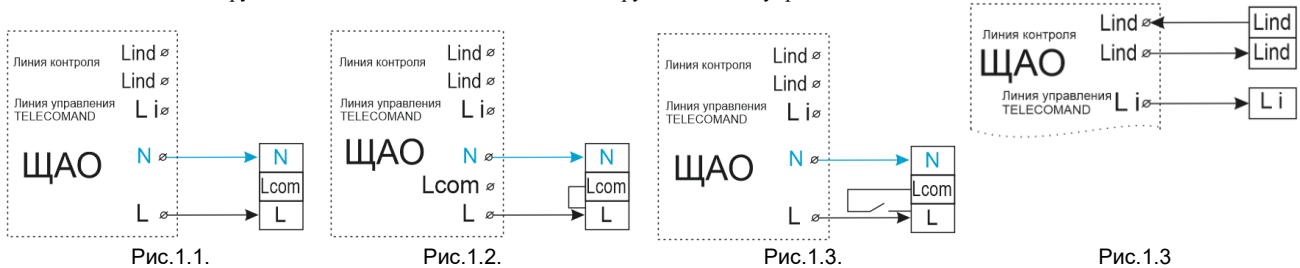 Линия контроля
Lind
Lind
Линия управления
TELECOMAND
L i
ЩАО
N
N
Lcom
L
L
Рис.1.1.
Линия контроля
Lind
Lind
Линия управления
TELECOMAND
L i
ЩАО
N
N
Lcom
Lcom
L
L
Рис.1.2.
Линия контроля
Lind
Lind
Линия управления
TELECOMAND
L i
ЩАО
N
N
Lcom
L
L
Рис.1.3.
Линия контроля
Lind
Lind
ЩАО
Lind
Lind
Линия управления
TELECOMAND
L i
L i
Рис.1.3